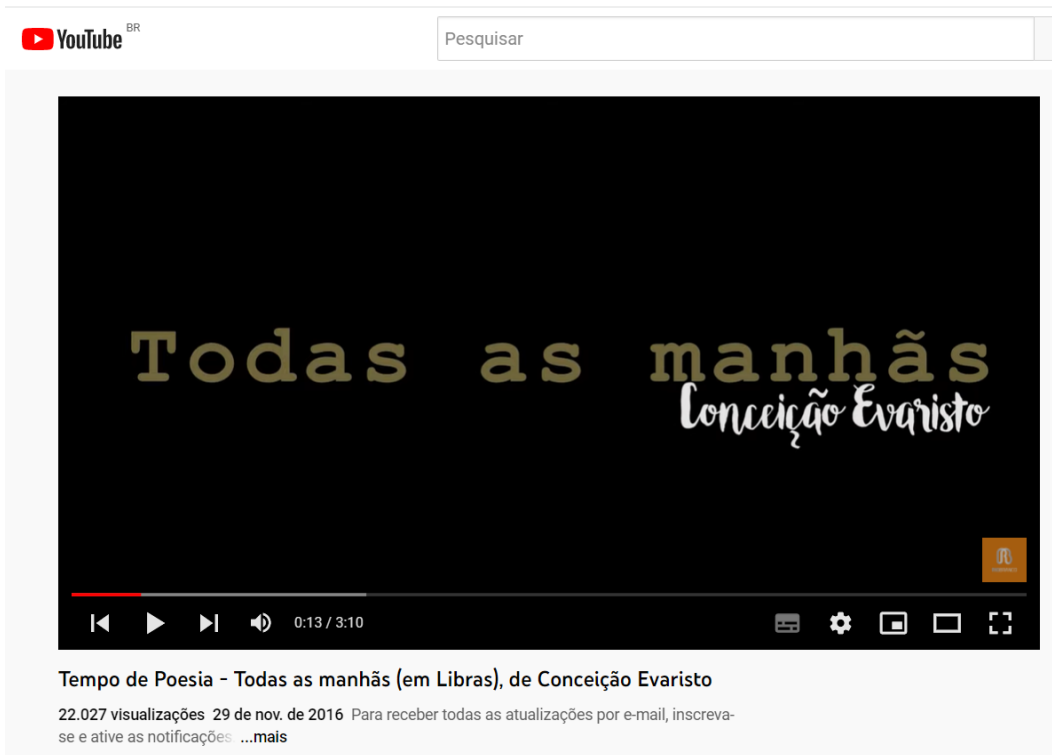 YouTube BR
Pesquisar
Todas as manhãs
Conceição Evaristo
0:13 / 3:10
Tempo de Poesia - Todas as manhãs (em Libras), de Conceição Evaristo
22.027 visualizações 29 de nov. de 2016 Para receber todas as atualizações por e-mail, inscreva-
se e ative as notificações ...mais